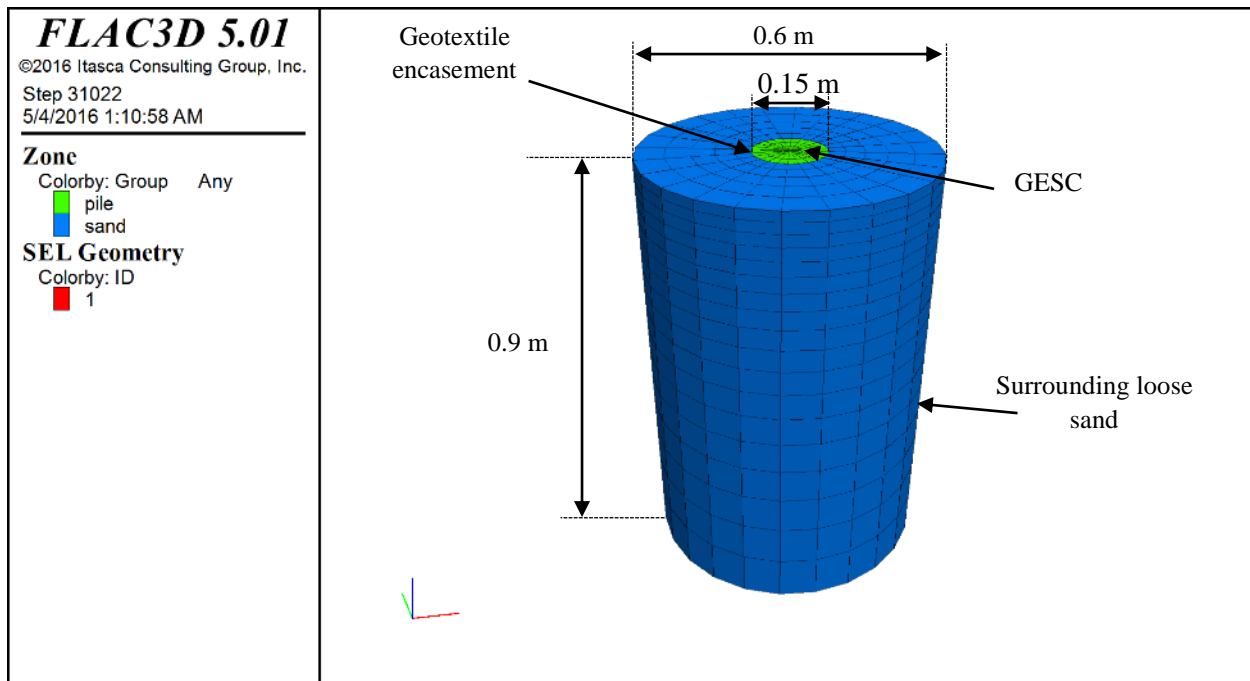 FLAC3D 5.01
©2016 Itasca Consulting Group, Inc.
Step 31022
5/4/2016 1:10:58 AM
Zone
Colorby: Group Any
pile
sand
SEL Geometry
Colorby: ID
1
Geotextile
encasement
0.6 m
0.15 m
GESC
0.9 m
Surrounding loose
sand